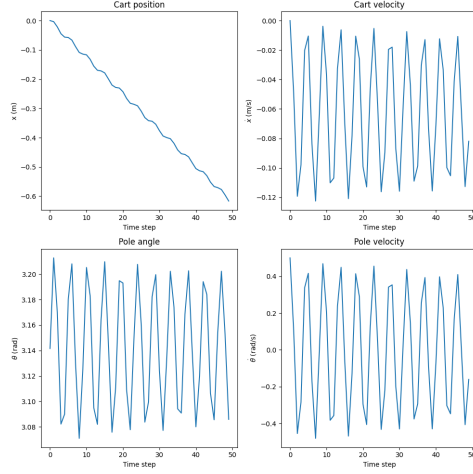 Cart position
0.0
−0.1
−0.2
−0.3
−0.4
−0.5
−0.6
x (m)
0 10 20 30 40 50
Time step
Cart velocity
0.00
−0.02
−0.04
−0.06
−0.08
−0.10
−0.12
ẋ (m/s)
0 10 20 30 40 50
Time step
Pole angle
3.20
3.18
3.16
3.14
3.12
3.10
3.08
θ (rad)
0 10 20 30 40 50
Time step
Pole velocity
0.4
0.2
0.0
−0.2
−0.4
θ̇ (rad/s)
0 10 20 30 40 50
Time step